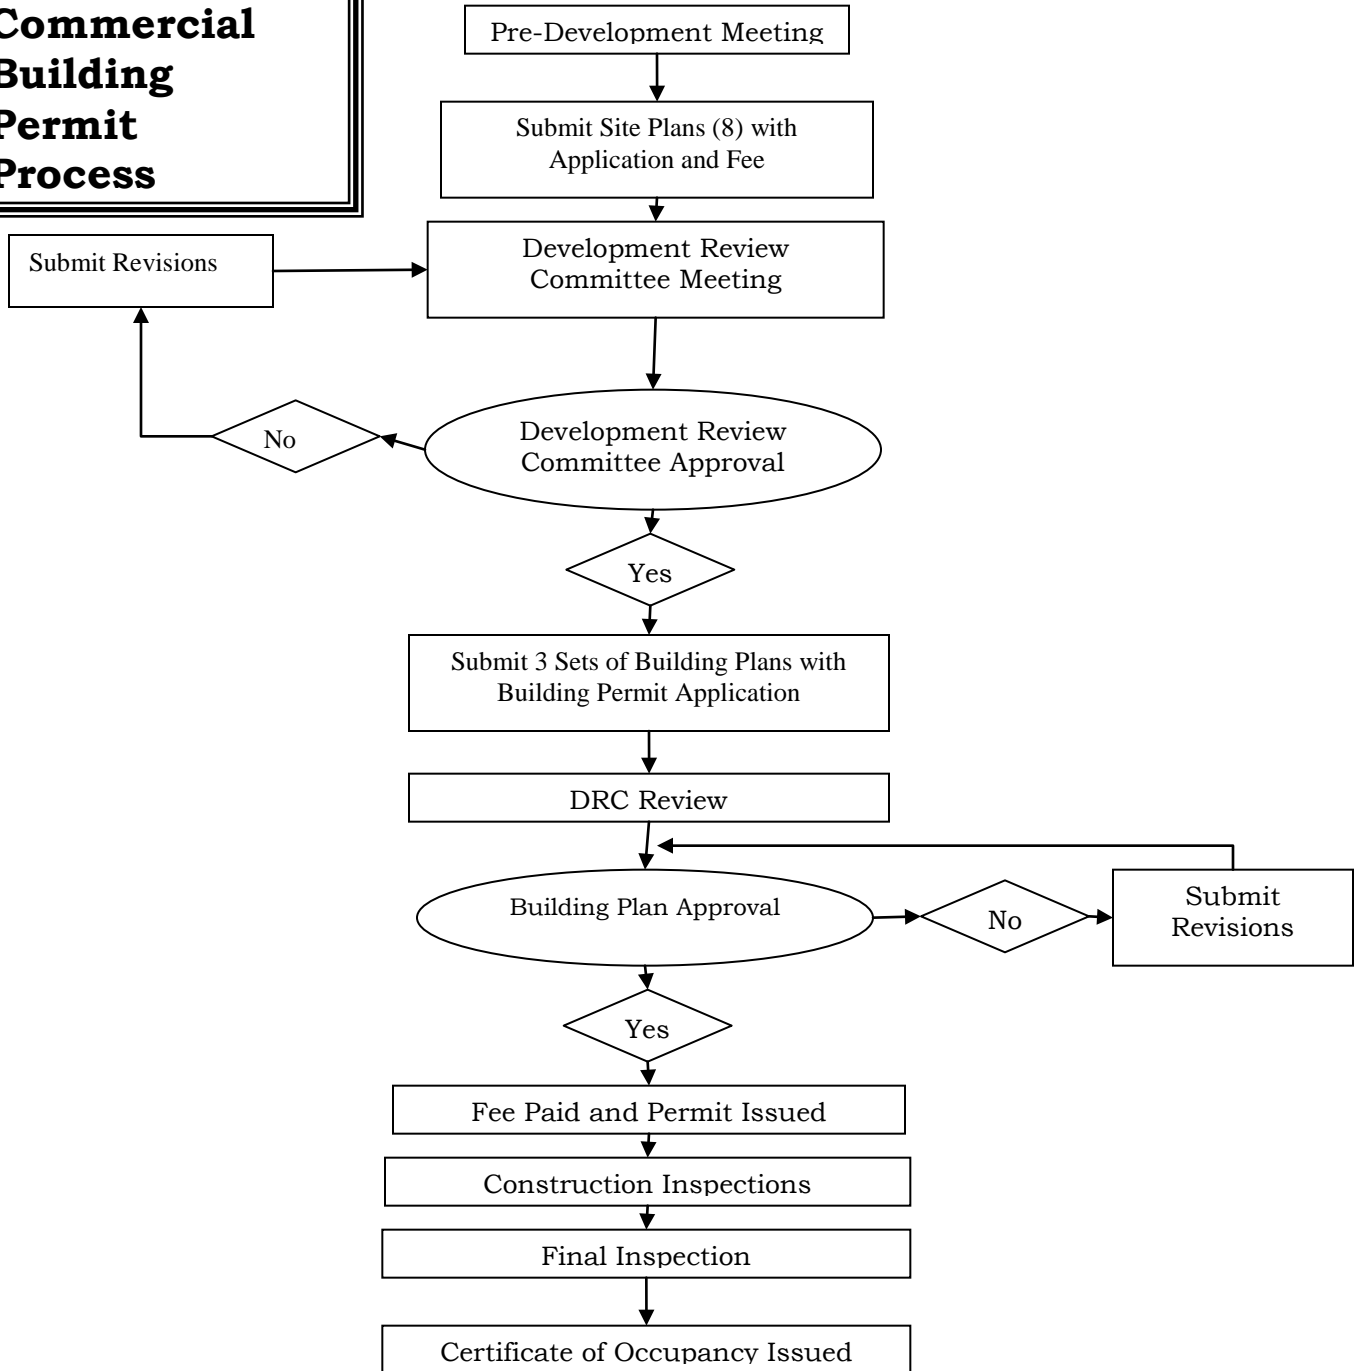 Commercial
Building
Permit
Process
Pre-Development Meeting
Submit Site Plans (8) with
Application and Fee
Submit Revisions
Development Review
Committee Meeting
No
Development Review
Committee Approval
Yes
Submit 3 Sets of Building Plans with
Building Permit Application
DRC Review
Building Plan Approval
No
Submit
Revisions
Yes
Fee Paid and Permit Issued
Construction Inspections
Final Inspection
Certificate of Occupancy Issued